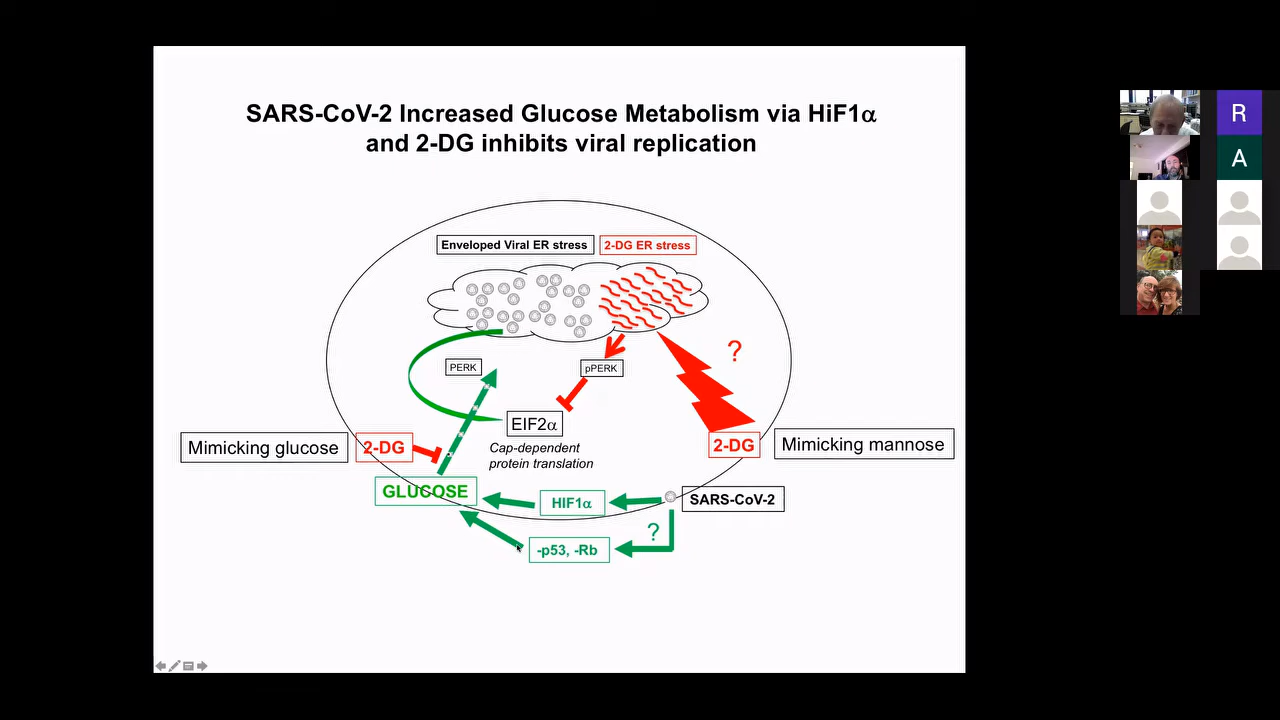 SARS-CoV-2 Increased Glucose Metabolism via HiF1α
and 2-DG inhibits viral replication
R
A
Enveloped Viral ER stress
2-DG ER stress
?
PERK
pPERK
EIF2α
Cap-dependent
protein translation
Mimicking glucose
2-DG
2-DG
Mimicking mannose
GLUCOSE
HIF1α
SARS-CoV-2
?
-p53, -Rb